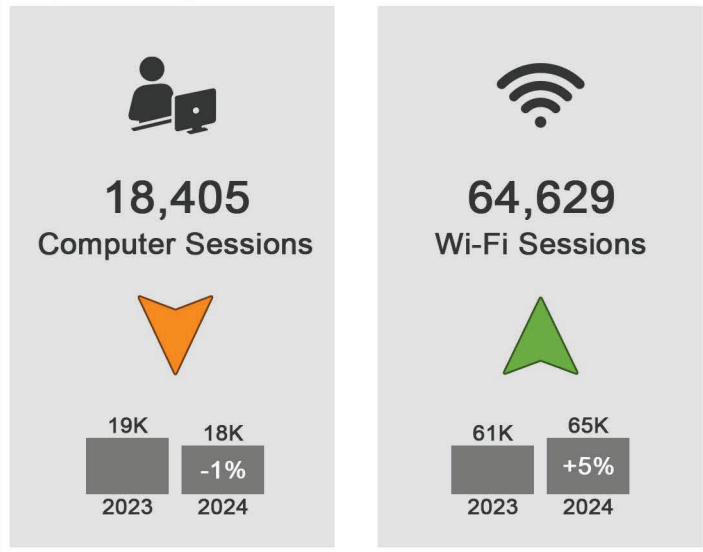 18,405
Computer Sessions
19K
18K
-1%
2023
2024
64,629
Wi-Fi Sessions
61K
65K
+5%
2023
2024